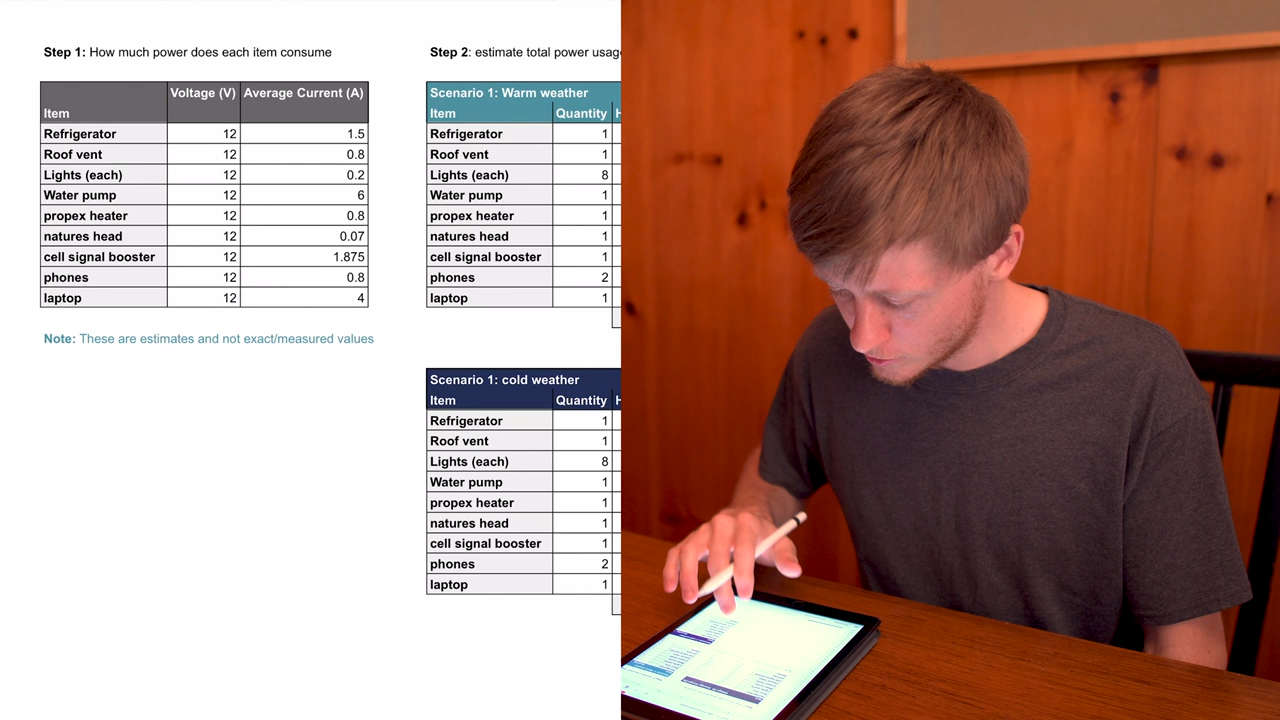 Step 1: How much power does each item consume
Item Voltage (V) Average Current (A)
Refrigerator 12 1.5
Roof vent 12 0.8
Lights (each) 12 0.2
Water pump 12 6
propex heater 12 0.8
natures head 12 0.07
cell signal booster 12 1.875
phones 12 0.8
laptop 12 4
Note: These are estimates and not exact/measured values
Step 2: estimate total power
Scenario 1: Warm weather
Item Quantity
Refrigerator 1
Roof vent 1
Lights (each) 8
Water pump 1
propex heater 1
natures head 1
cell signal booster 1
phones 2
laptop 1
Scenario 1: cold weather
Item Quantity
Refrigerator 1
Roof vent 1
Lights (each) 8
Water pump 1
propex heater 1
natures head 1
cell signal booster 1
phones 2
laptop 1